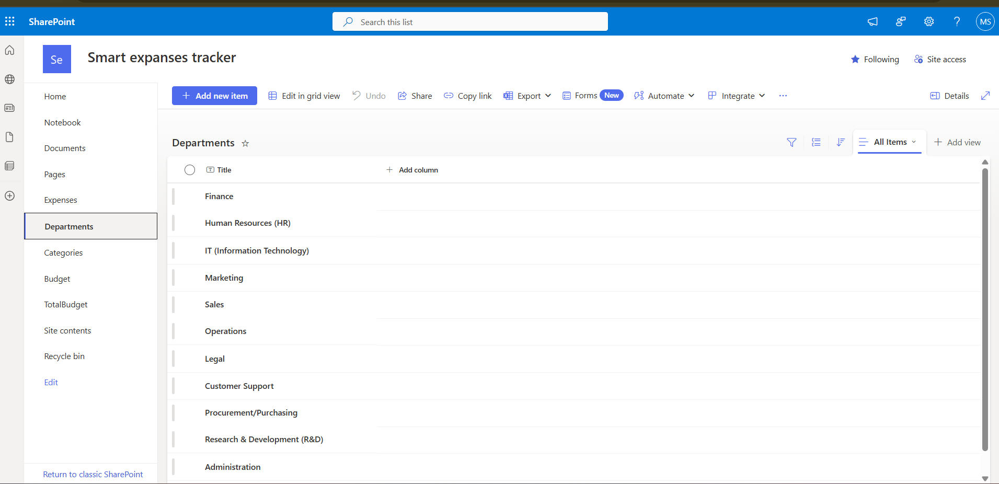 SharePoint
Search this list
MS
Se
Smart expanses tracker
Following
Site access
Home
Notebook
Documents
Pages
Expenses
Departments
Categories
Budget
TotalBudget
Site contents
Recycle bin
Edit
Return to classic SharePoint
+ Add new item
Edit in grid view
Undo
Share
Copy link
Export
Forms New
Automate
Integrate
...
Details
Departments
All Items
+ Add view
Title
+ Add column
Finance
Human Resources (HR)
IT (Information Technology)
Marketing
Sales
Operations
Legal
Customer Support
Procurement/Purchasing
Research & Development (R&D)
Administration